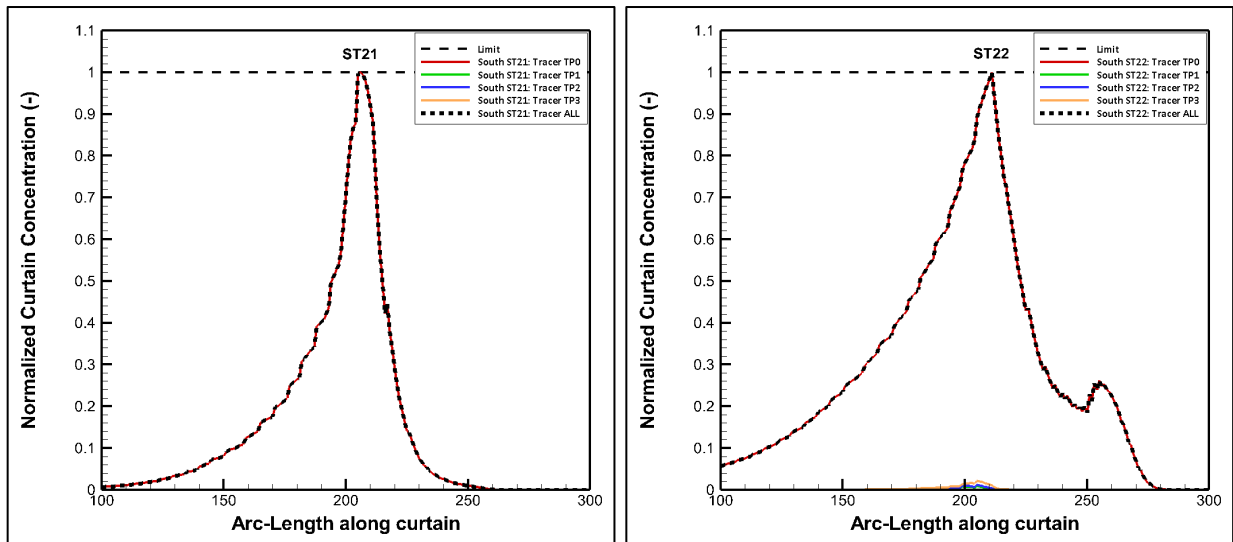 ST21
Limit
South ST21: Tracer TP0
South ST21: Tracer TP1
South ST21: Tracer TP2
South ST21: Tracer TP3
South ST21: Tracer ALL
Normalized Curtain Concentration (-)
1.1
1
0.9
0.8
0.7
0.6
0.5
0.4
0.3
0.2
0.1
0
100
150
200
250
300
Arc-Length along curtain
ST22
Limit
South ST22: Tracer TP0
South ST22: Tracer TP1
South ST22: Tracer TP2
South ST22: Tracer TP3
South ST22: Tracer ALL
Normalized Curtain Concentration (-)
1.1
1
0.9
0.8
0.7
0.6
0.5
0.4
0.3
0.2
0.1
0
100
150
200
250
300
Arc-Length along curtain